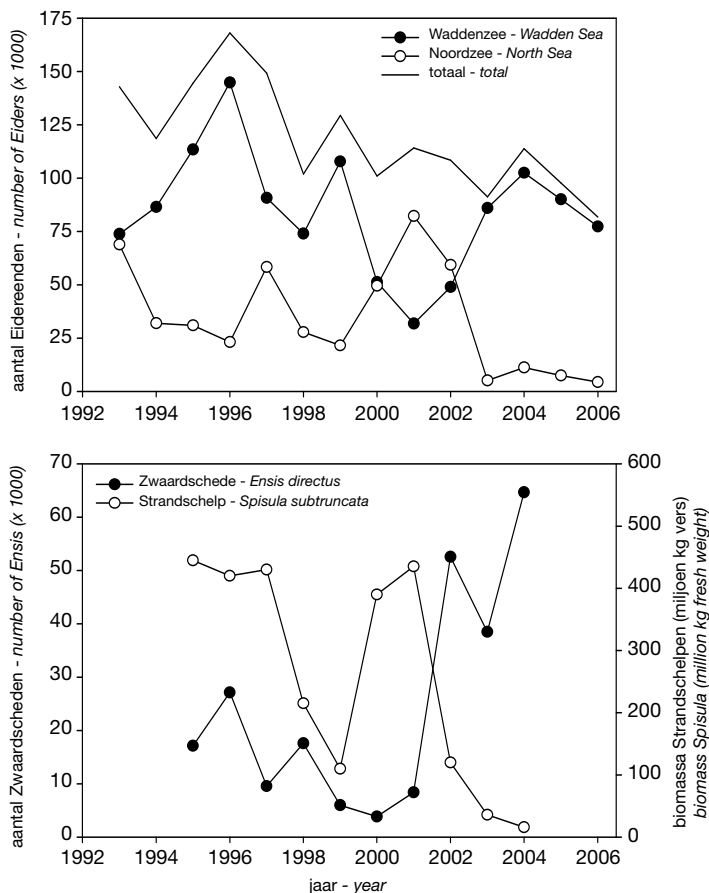 aantal Eidereenden - number of Eiders (x 1000)
175
150
125
100
75
50
25
0
Waddenzee - Wadden Sea
Noordzee - North Sea
totaal - total
1992 1994 1996 1998 2000 2002 2004 2006
aantal Zwaardscheden - number of Ensis (x 1000)
70
60
50
40
30
20
10
0
Zwaardschede - Ensis directus
Strandschelp - Spisula subtruncata
600
500
400
300
200
100
0
biomassa Strandschelpen (miljoen kg vers)
biomass Spisula (million kg fresh weight)
1992 1994 1996 1998 2000 2002 2004 2006
jaar - year